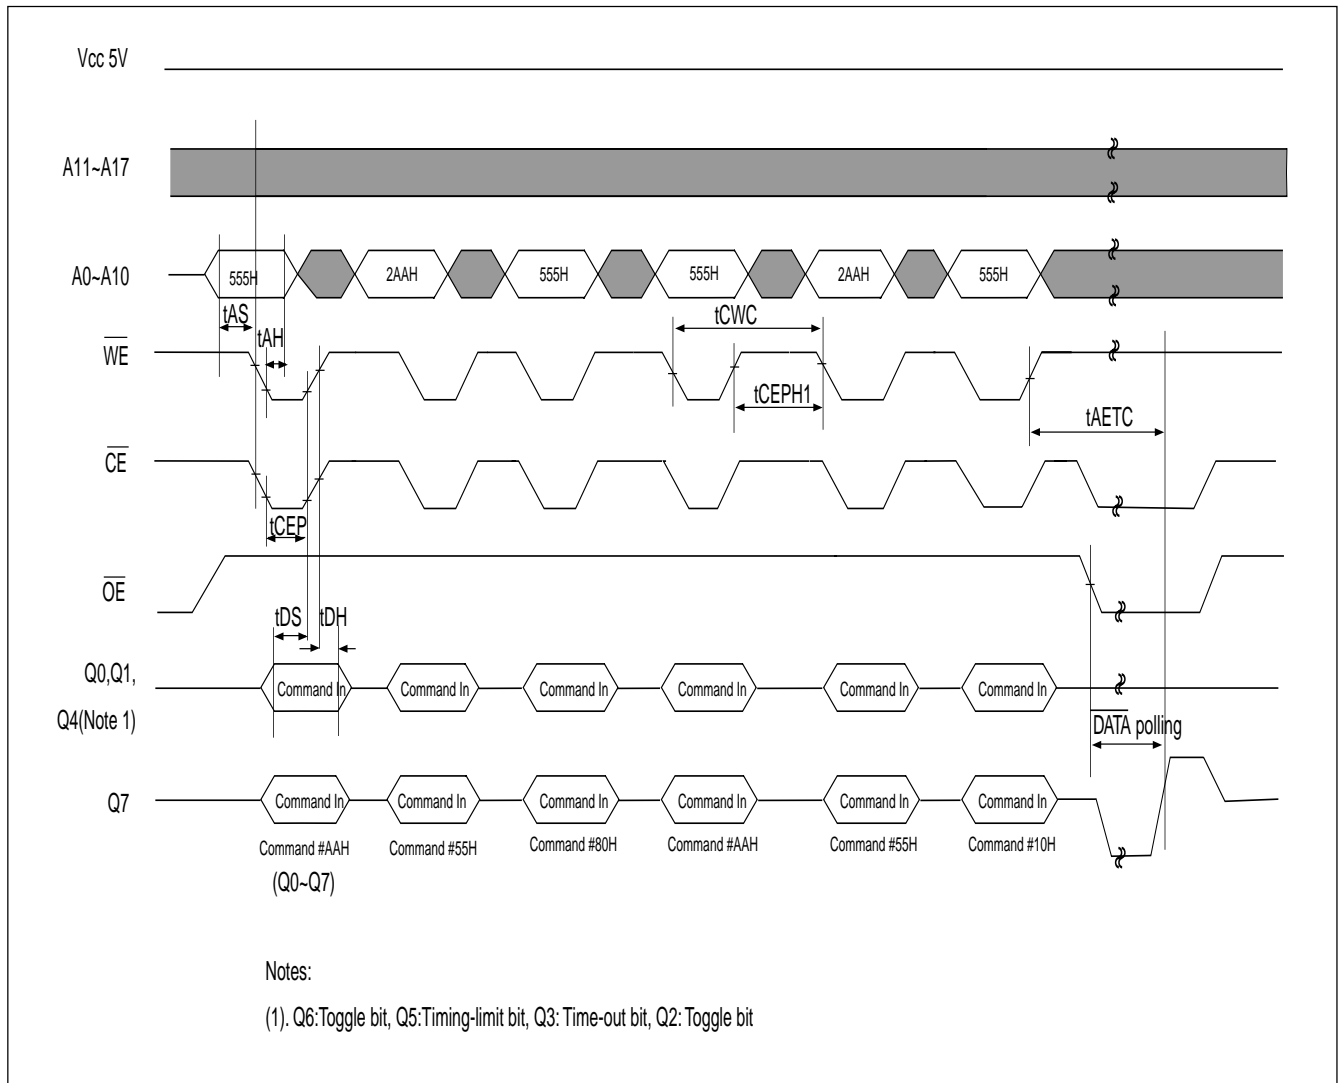 Vcc 5V
A11~A17
A0~A10
555H 2AAH 555H 555H 2AAH 555H
tAS
tAH
tCWC
WE
tCEPH1
tAETC
CE
tCEP
OE
tDS tDH
Q0,Q1,
Command In Command In Command In Command In Command In Command In
Q4(Note 1)
DATA polling
Q7
Command In Command In Command In Command In Command In Command In
Command #AAH Command #55H Command #80H Command #AAH Command #55H Command #10H
(Q0~Q7)
Notes:
(1). Q6:Toggle bit, Q5:Timing-limit bit, Q3: Time-out bit, Q2: Toggle bit